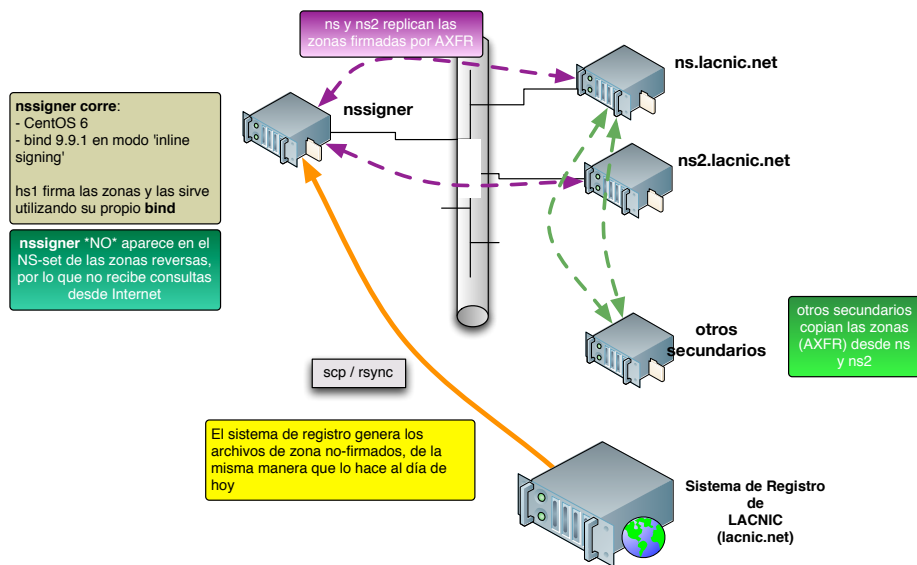 ns y ns2 replican las
zonas firmadas por AXFR
ns.lacnic.net
nssigner
nssigner corre:
- CentOS 6
- bind 9.9.1 en modo 'inline
signing'
hs1 firma las zonas y las sirve
utilizando su propio bind
ns2.lacnic.net
nssigner *NO* aparece en el
NS-set de las zonas reversas,
por lo que no recibe consultas
desde Internet
otros
secundarios
otros secundarios
copian las zonas
(AXFR) desde ns
y ns2
scp / rsync
El sistema de registro genera los
archivos de zona no-firmados, de la
misma manera que lo hace al día de
hoy
Sistema de Registro
de
LACNIC
(lacnic.net)